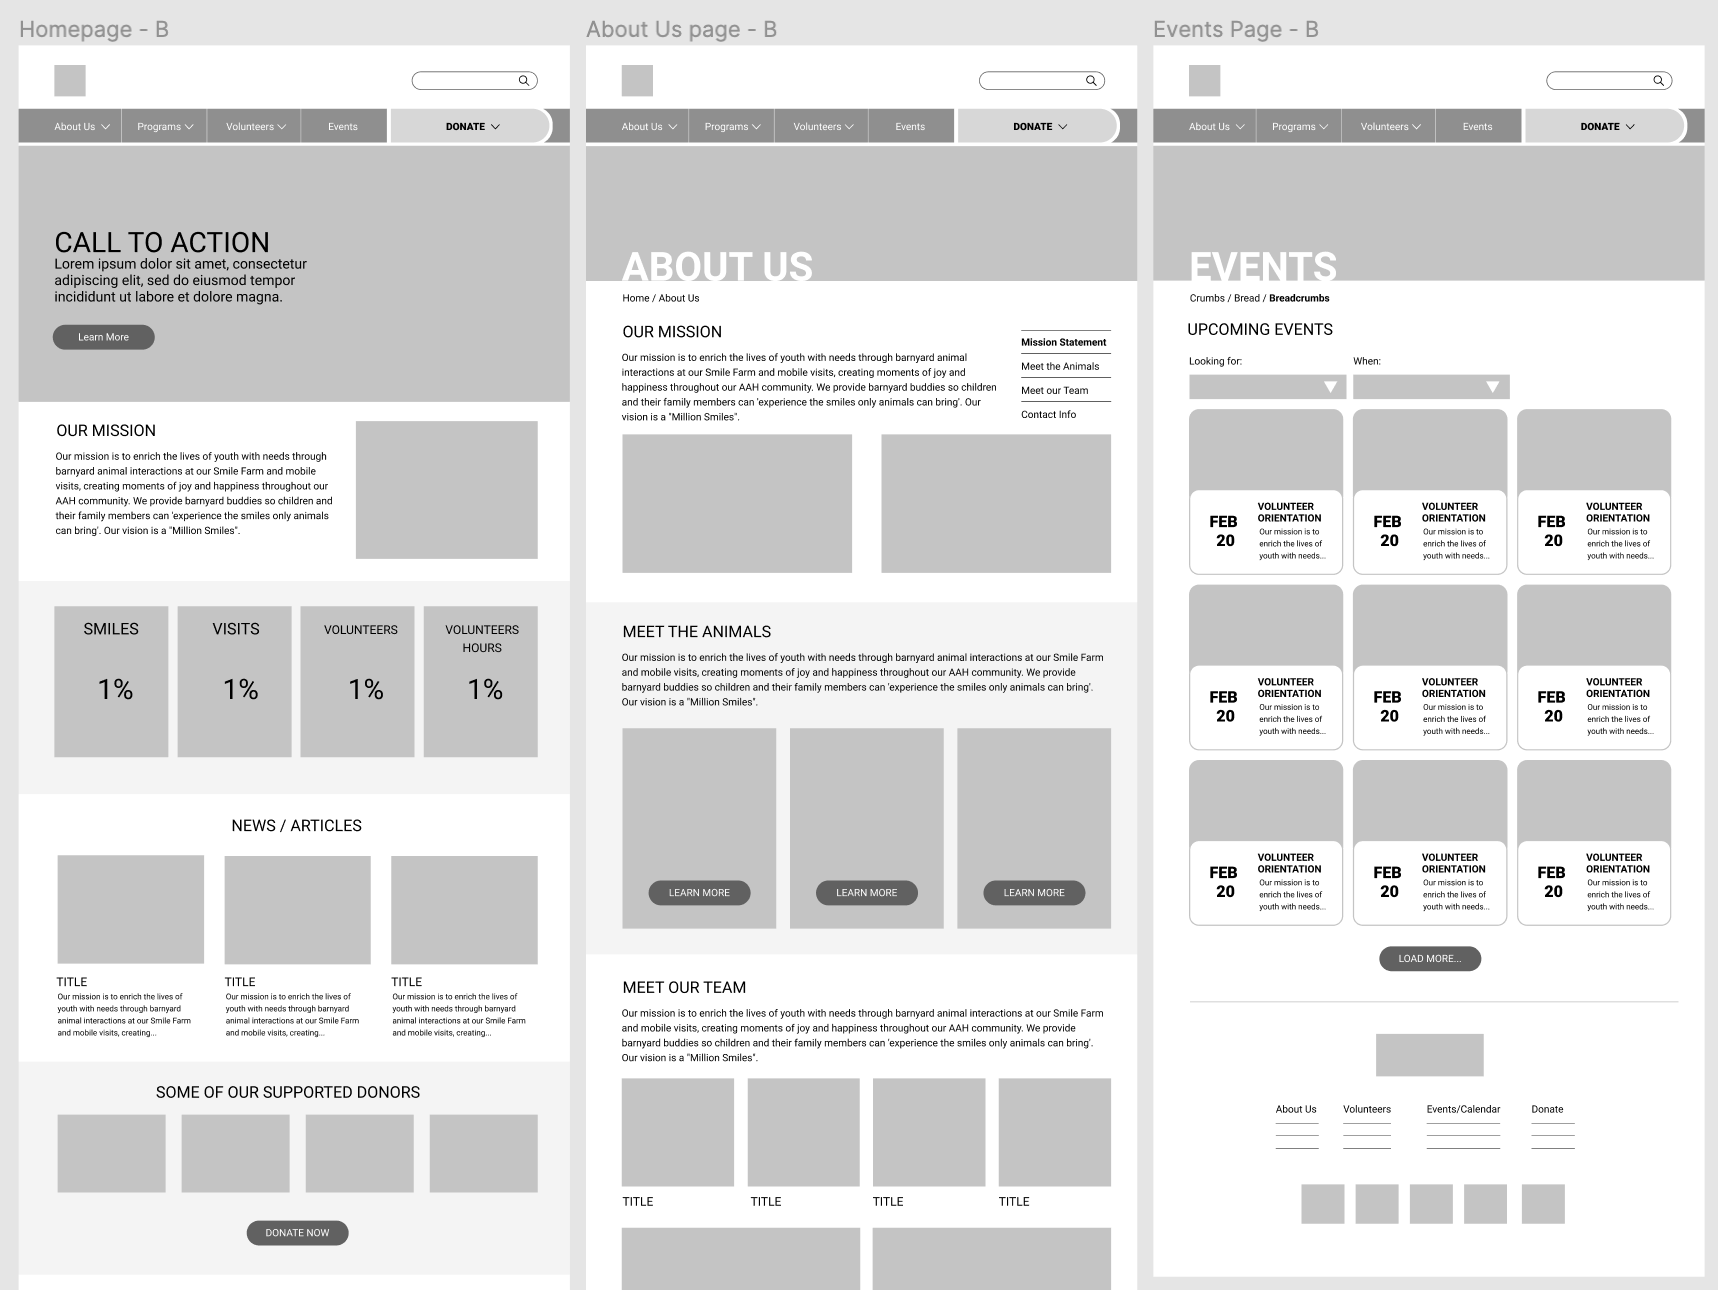 Homepage - B
About Us
Programs
Volunteers
Events
DONATE
CALL TO ACTION
Lorem ipsum dolor sit amet, consectetur
adipiscing elit, sed do eiusmod tempor
incididunt ut labore et dolore magna.
Learn More
OUR MISSION
Our mission is to enrich the lives of youth with needs through
barnyard animal interactions at our Smile Farm and mobile
visits, creating moments of joy and happiness throughout our
AAH community. We provide barnyard buddies so children and
their family members can 'experience the smiles only animals
can bring'. Our vision is a "Million Smiles".
SMILES
1%
VISITS
1%
VOLUNTEERS
1%
VOLUNTEERS
HOURS
1%
NEWS / ARTICLES
TITLE
Our mission is to enrich the lives of
youth with needs through barnyard
animal interactions at our Smile Farm
and mobile visits, creating...
TITLE
Our mission is to enrich the lives of
youth with needs through barnyard
animal interactions at our Smile Farm
and mobile visits, creating...
TITLE
Our mission is to enrich the lives of
youth with needs through barnyard
animal interactions at our Smile Farm
and mobile visits, creating...
SOME OF OUR SUPPORTED DONORS
DONATE NOW
About Us page - B
About Us
Programs
Volunteers
Events
DONATE
ABOUT US
Home / About Us
OUR MISSION
Our mission is to enrich the lives of youth with needs through barnyard animal
interactions at our Smile Farm and mobile visits, creating moments of joy and
happiness throughout our AAH community. We provide barnyard buddies so children
and their family members can 'experience the smiles only animals can bring'. Our
vision is a "Million Smiles".
Mission Statement
Meet the Animals
Meet our Team
Contact Info
MEET THE ANIMALS
Our mission is to enrich the lives of youth with needs through barnyard animal interactions at our Smile Farm
and mobile visits, creating moments of joy and happiness throughout our AAH community. We provide
barnyard buddies so children and their family members can 'experience the smiles only animals can bring'.
Our vision is a "Million Smiles".
LEARN MORE
LEARN MORE
LEARN MORE
MEET OUR TEAM
Our mission is to enrich the lives of youth with needs through barnyard animal interactions at our Smile Farm
and mobile visits, creating moments of joy and happiness throughout our AAH community. We provide
barnyard buddies so children and their family members can 'experience the smiles only animals can bring'.
Our vision is a "Million Smiles".
TITLE
TITLE
TITLE
TITLE
Events Page - B
About Us
Programs
Volunteers
Events
DONATE
EVENTS
Crumbs / Bread / Breadcrumbs
UPCOMING EVENTS
Looking for:
When:
FEB
20
VOLUNTEER
ORIENTATION
Our mission is to
enrich the lives of
youth with needs...
FEB
20
VOLUNTEER
ORIENTATION
Our mission is to
enrich the lives of
youth with needs...
FEB
20
VOLUNTEER
ORIENTATION
Our mission is to
enrich the lives of
youth with needs...
FEB
20
VOLUNTEER
ORIENTATION
Our mission is to
enrich the lives of
youth with needs...
FEB
20
VOLUNTEER
ORIENTATION
Our mission is to
enrich the lives of
youth with needs...
FEB
20
VOLUNTEER
ORIENTATION
Our mission is to
enrich the lives of
youth with needs...
FEB
20
VOLUNTEER
ORIENTATION
Our mission is to
enrich the lives of
youth with needs...
FEB
20
VOLUNTEER
ORIENTATION
Our mission is to
enrich the lives of
youth with needs...
FEB
20
VOLUNTEER
ORIENTATION
Our mission is to
enrich the lives of
youth with needs...
LOAD MORE...
About Us
Volunteers
Events/Calendar
Donate